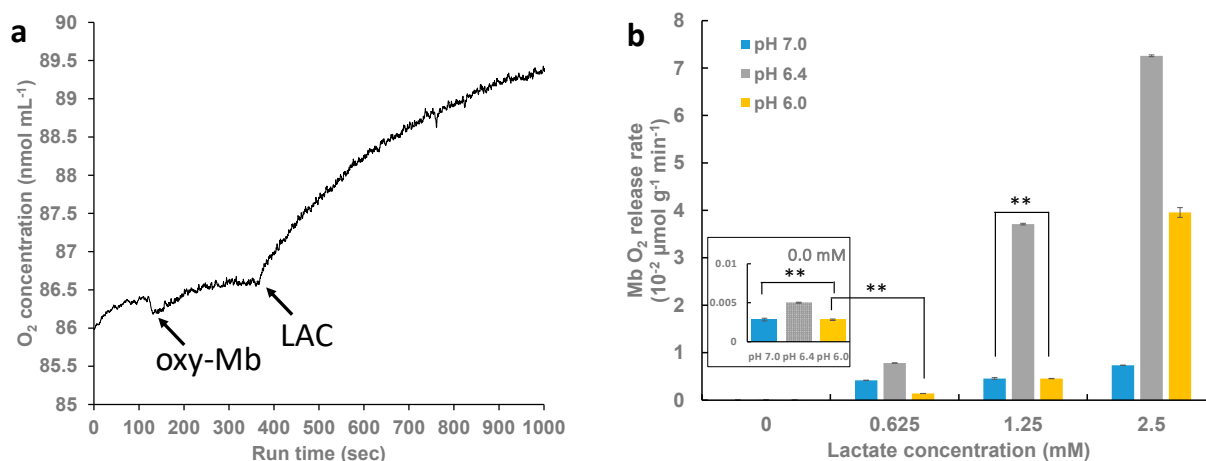 a
O₂ concentration (nmol mL⁻¹)
90
89.5
89
88.5
88
87.5
87
86.5
86
85.5
85
oxy-Mb
LAC
0 100 200 300 400 500 600 700 800 900 1000
Run time (sec)
b
Mb O₂ release rate
(10⁻² µmol g⁻¹ min⁻¹)
8
7
6
5
4
3
2
1
0
pH 7.0
pH 6.4
pH 6.0
0.0 mM
0.01
0.005
0
**
pH 7.0 pH 6.4 pH 6.0
**
**
0 0.625 1.25 2.5
Lactate concentration (mM)